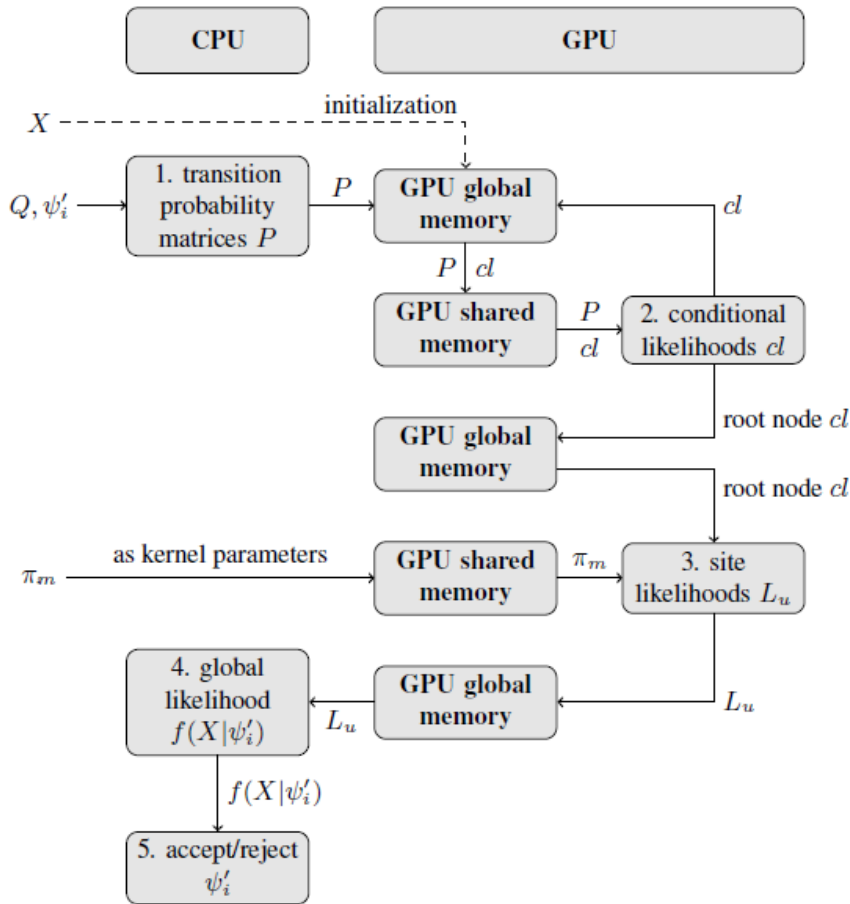 CPU
GPU
initialization
X
1. transition
probability
matrices P
Q, ψ′ᵢ
P
GPU global
memory
cl
P cl
GPU shared
memory
P
cl
2. conditional
likelihoods cl
root node cl
GPU global
memory
root node cl
as kernel parameters
πₘ
GPU shared
memory
πₘ
3. site
likelihoods Lᵤ
4. global
likelihood
f(X|ψ′ᵢ)
Lᵤ
GPU global
memory
Lᵤ
f(X|ψ′ᵢ)
5. accept/reject
ψ′ᵢ